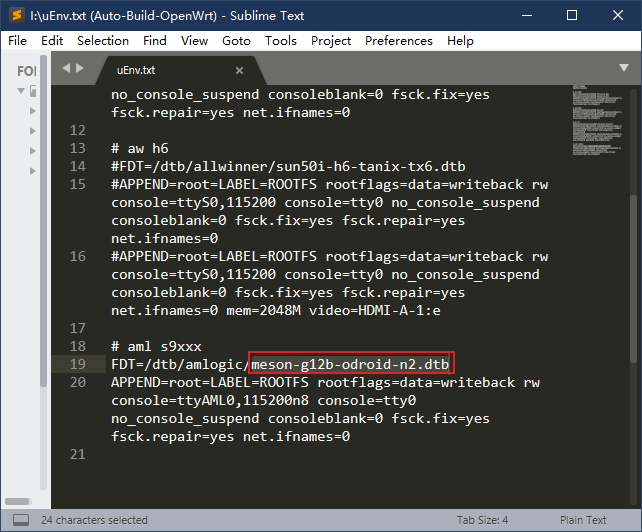 I:\uEnv.txt (Auto-Build-OpenWrt) - Sublime Text
File Edit Selection Find View Goto Tools Project Preferences Help
FOL
uEnv.txt
no_console_suspend consoleblank=0 fsck.fix=yes
fsck.repair=yes net.ifnames=0
12
13 # aw h6
14 #FDT=/dtb/allwinner/sun50i-h6-tanix-tx6.dtb
15 #APPEND=root=LABEL=ROOTFS rootflags=data=writeback rw
console=ttyS0,115200 console=tty0 no_console_suspend
consoleblank=0 fsck.fix=yes fsck.repair=yes
net.ifnames=0
16 #APPEND=root=LABEL=ROOTFS rootflags=data=writeback rw
console=ttyS0,115200 console=tty0 no_console_suspend
consoleblank=0 fsck.fix=yes fsck.repair=yes
net.ifnames=0 mem=2048M video=HDMI-A-1:e
17
18 # aml s9xxx
19 FDT=/dtb/amlogic/meson-g12b-odroid-n2.dtb
20 APPEND=root=LABEL=ROOTFS rootflags=data=writeback rw
console=ttyAML0,115200n8 console=tty0
no_console_suspend consoleblank=0 fsck.fix=yes
fsck.repair=yes net.ifnames=0
21
24 characters selected Tab Size: 4 Plain Text